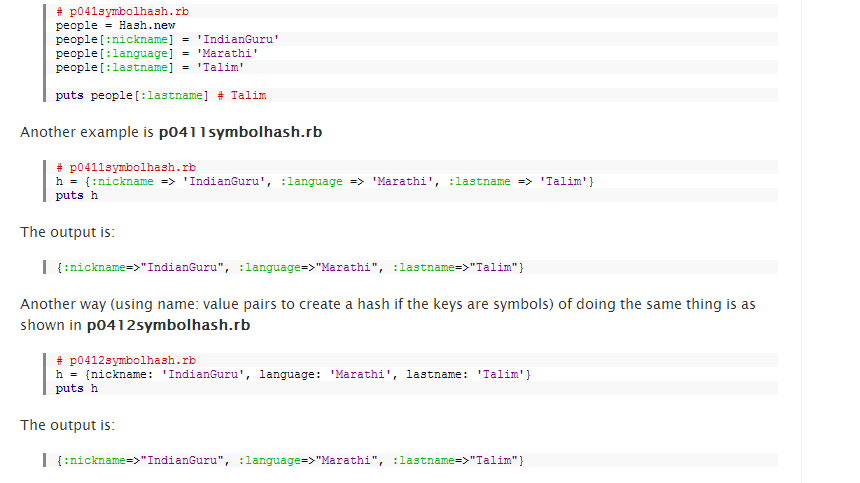 # p041symbolhash.rb
people = Hash.new
people[:nickname] = 'IndianGuru'
people[:language] = 'Marathi'
people[:lastname] = 'Talim'
puts people[:lastname] # Talim
Another example is p0411symbolhash.rb
# p0411symbolhash.rb
h = {:nickname => 'IndianGuru', :language => 'Marathi', :lastname => 'Talim'}
puts h
The output is:
{:nickname=>"IndianGuru", :language=>"Marathi", :lastname=>"Talim"}
Another way (using name: value pairs to create a hash if the keys are symbols) of doing the same thing is as
shown in p0412symbolhash.rb
# p0412symbolhash.rb
h = {nickname: 'IndianGuru', language: 'Marathi', lastname: 'Talim'}
puts h
The output is:
{:nickname=>"IndianGuru", :language=>"Marathi", :lastname=>"Talim"}